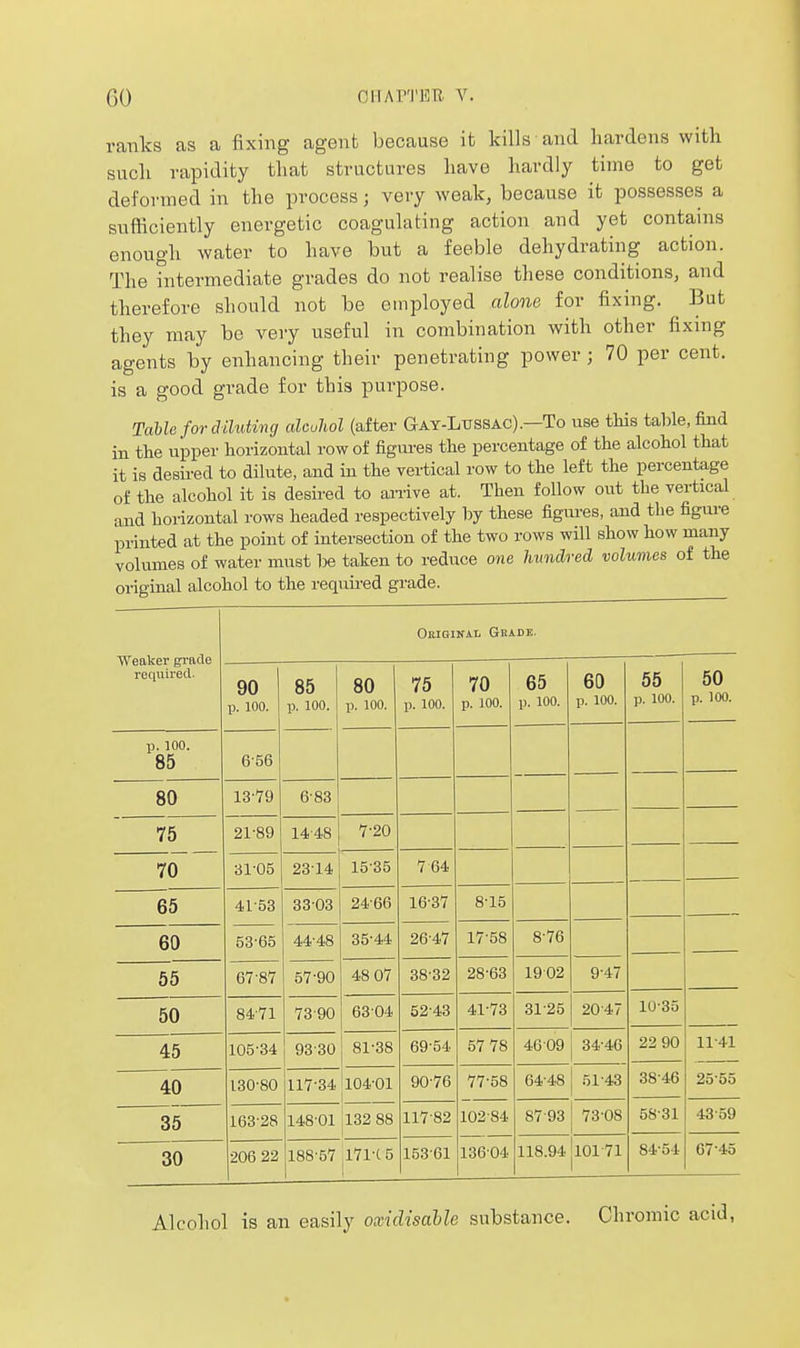 60 CHAPTER V.
ranks as a fixing agent because it kills and hardens with
such rapidity that structures have hardly time to get
deformed in the process; very weak, because it possesses a
sufficiently energetic coagulating action and yet contains
enough water to have but a feeble dehydrating action.
The intermediate grades do not realise these conditions, and
therefore should not be employed alone for fixing. But
they may be very useful in combination with other fixing
agents by enhancing their penetrating power; 70 per cent.
is a good grade for this purpose.
Table for diluting alcohol (after GAY-LUSSAC).—To use this table, find
in the upper horizontal row of figures the percentage of the alcohol that
it is desired to dilute, and in the vertical row to the left the percentage
of the alcohol it is desired to arrive at. Then follow out the vertical
and horizontal rows headed respectively by these figures, and the figure
printed at the point of intersection of the two rows will show how many
volumes of water must be taken to reduce one hundred volumes of the
original alcohol to the required grade.
Weaker grade required. ORIGINAL GRADE.
90 p. 100. 85 p. 100. 80 p. 100. 75 p. 100. 70 p. 100. 65 p. 100. 60 p. 100. 55 p. 100. 50 p. 100.
p. 100.
85 6·56
80 13·79 6·83
75 21·89 14·48 7·20
70 31·05 23·14 15·35 7 64
65 41·53 33·03 24·66 16·37 8·15
60 53·65 44·48 35·44 26·47 17·58 8·76
55 67·87 57·90 48 07 38·32 28·63 19 02 9·47
50 84·71 73 90 63 04 52·43 41·73 31·25 20·47 10·35
45 105·34 93·30 81·38 69·54 57 78 46 09 34·46 22 90 11·41
40 130·80 117·34 104·01 90·76 77·58 64·48 51·43 38·46 25·55
35 163·28 148·01 132 88 117·82 102·84 87 93 73·08 58·31 43·59
30 206 22 188·57 171·05 153·61 136·04 118.94 101 71 84·54 67·45
Alcohol is an easily oxidisable substance. Chromic acid,